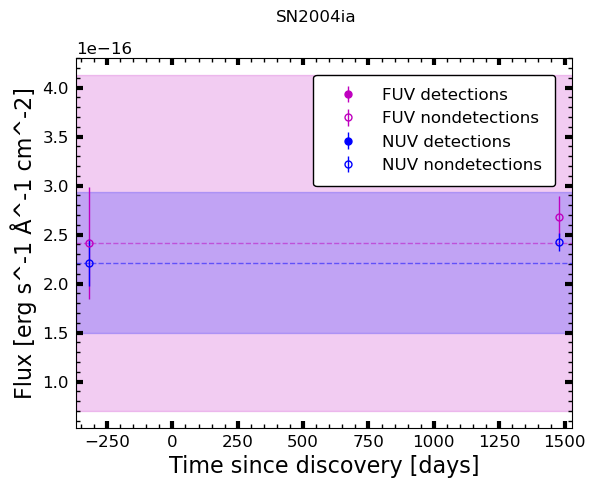 SN2004ia
1e−16
4.0
3.5
3.0
2.5
2.0
1.5
1.0
Flux [erg s^-1 Å^-1 cm^-2]
FUV detections
FUV nondetections
NUV detections
NUV nondetections
−250 0 250 500 750 1000 1250 1500
Time since discovery [days]